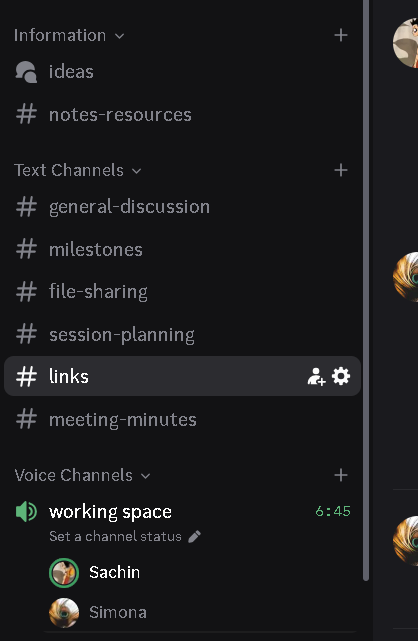 Information
ideas
notes-resources
Text Channels
general-discussion
milestones
file-sharing
session-planning
links
meeting-minutes
Voice Channels
working space 6:45
Set a channel status
Sachin
Simona